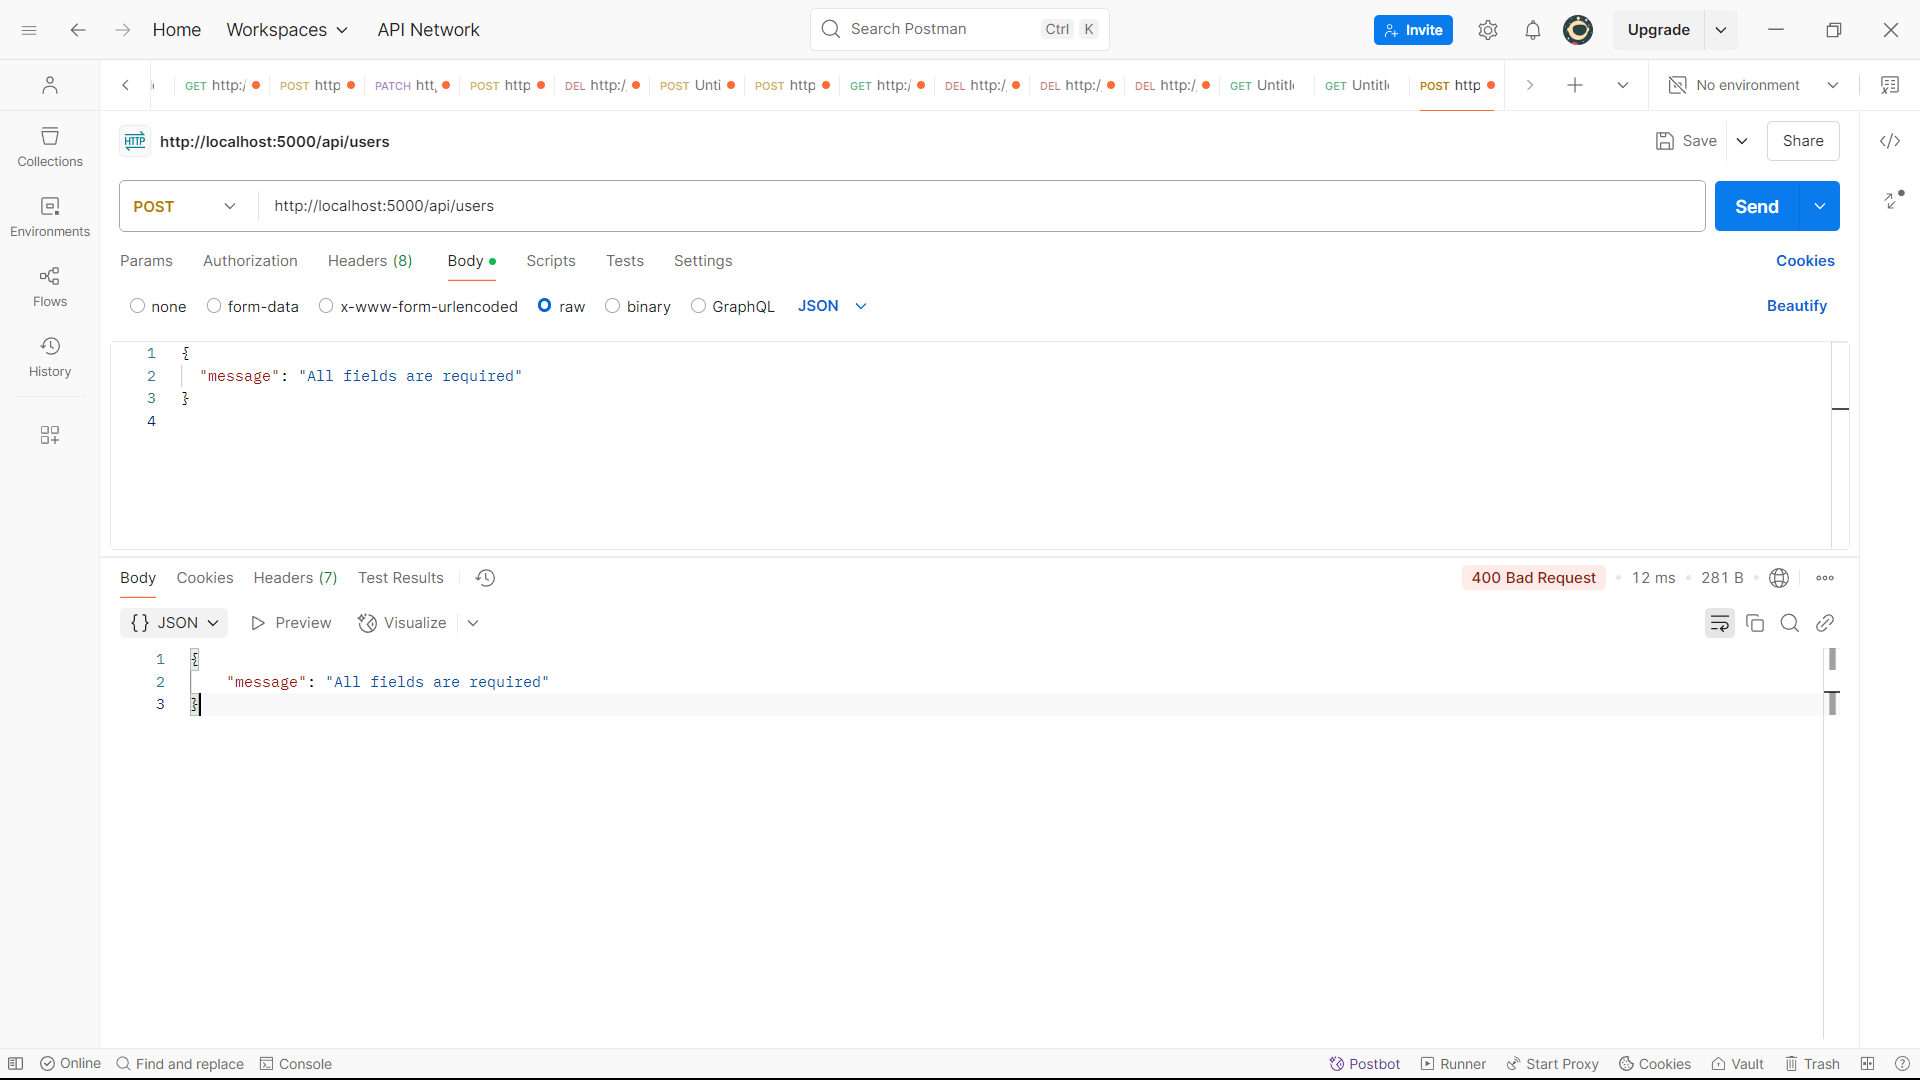 Home Workspaces API Network Search Postman Ctrl K Invite Upgrade
GET http:/ POST http PATCH htt, POST http DEL http:/, POST Unti POST http GET http:/ DEL http:/, DEL http:/, DEL http:/, GET Untitl GET Untitl POST http No environment
HTTP http://localhost:5000/api/users Save Share
POST http://localhost:5000/api/users Send
Params Authorization Headers (8) Body Scripts Tests Settings Cookies
none form-data x-www-form-urlencoded raw binary GraphQL JSON Beautify
Collections
Environments
Flows
History
1 {
2 "message": "All fields are required"
3 }
4
Body Cookies Headers (7) Test Results 400 Bad Request 12 ms 281 B
{} JSON Preview Visualize
1 {
2 "message": "All fields are required"
3 }
Online Find and replace Console Postbot Runner Start Proxy Cookies Vault Trash